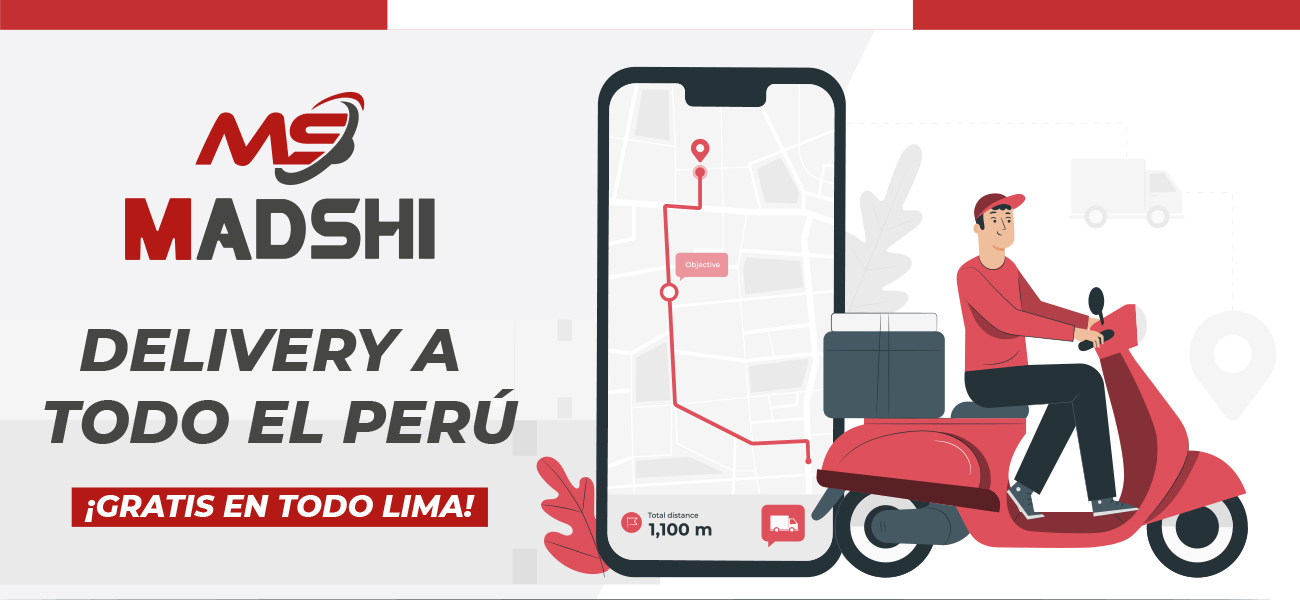 MS
MADSHI
DELIVERY A
TODO EL PERÚ
¡GRATIS EN TODO LIMA!
Objective
Total distance
1,100 m